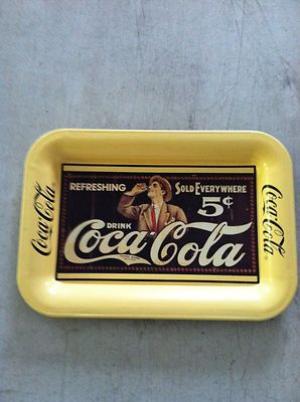 REFRESHING
SOLD EVERYWHERE
5¢
DRINK
Coca-Cola
Coca-Cola
Coca-Cola